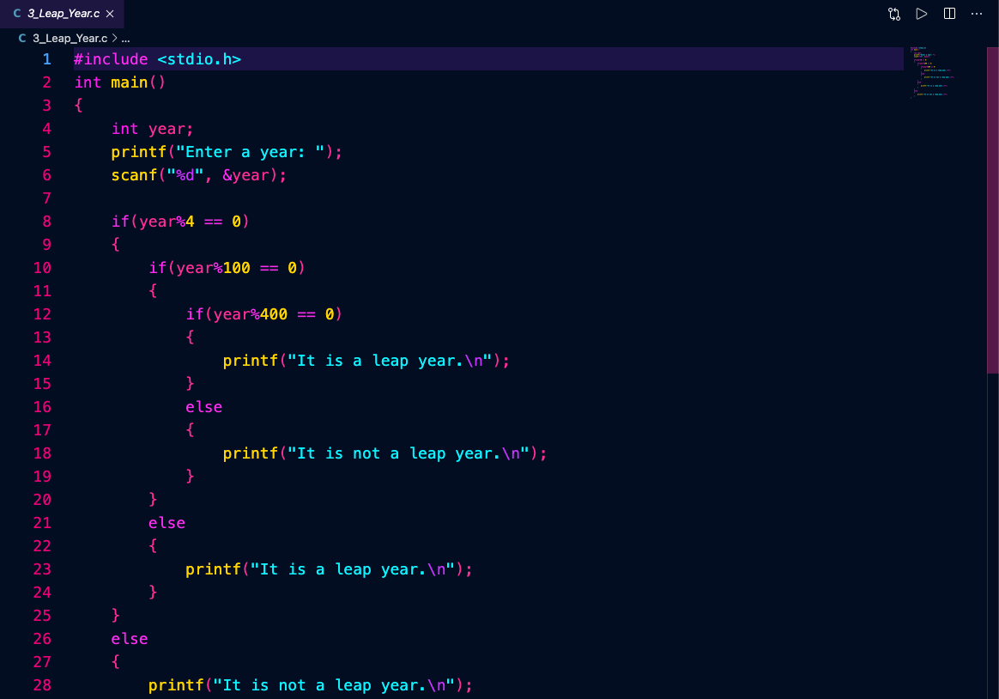 C 3_Leap_Year.c ×
C 3_Leap_Year.c > ...
1 #include <stdio.h>
2 int main()
3 {
4     int year;
5     printf("Enter a year: ");
6     scanf("%d", &year);
7
8     if(year%4 == 0)
9     {
10         if(year%100 == 0)
11         {
12             if(year%400 == 0)
13             {
14                 printf("It is a leap year.\n");
15             }
16             else
17             {
18                 printf("It is not a leap year.\n");
19             }
20         }
21         else
22         {
23             printf("It is a leap year.\n");
24         }
25     }
26     else
27     {
28         printf("It is not a leap year.\n");